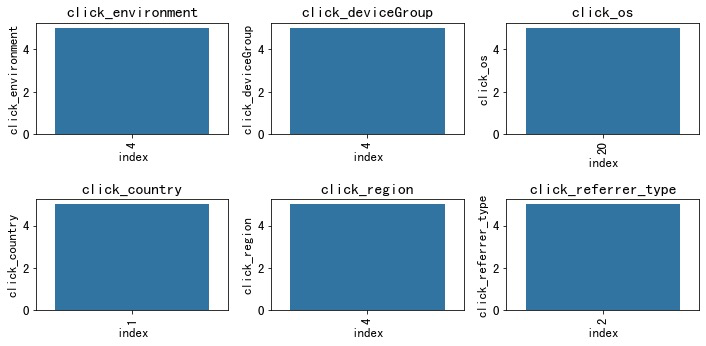 click_environment
click_deviceGroup
click_os
click_environment
4
2
0
4
index
click_deviceGroup
4
2
0
4
index
click_os
4
2
0
20
index
click_country
click_region
click_referrer_type
click_country
4
2
0
1
index
click_region
4
2
0
4
index
click_referrer_type
4
2
0
2
index